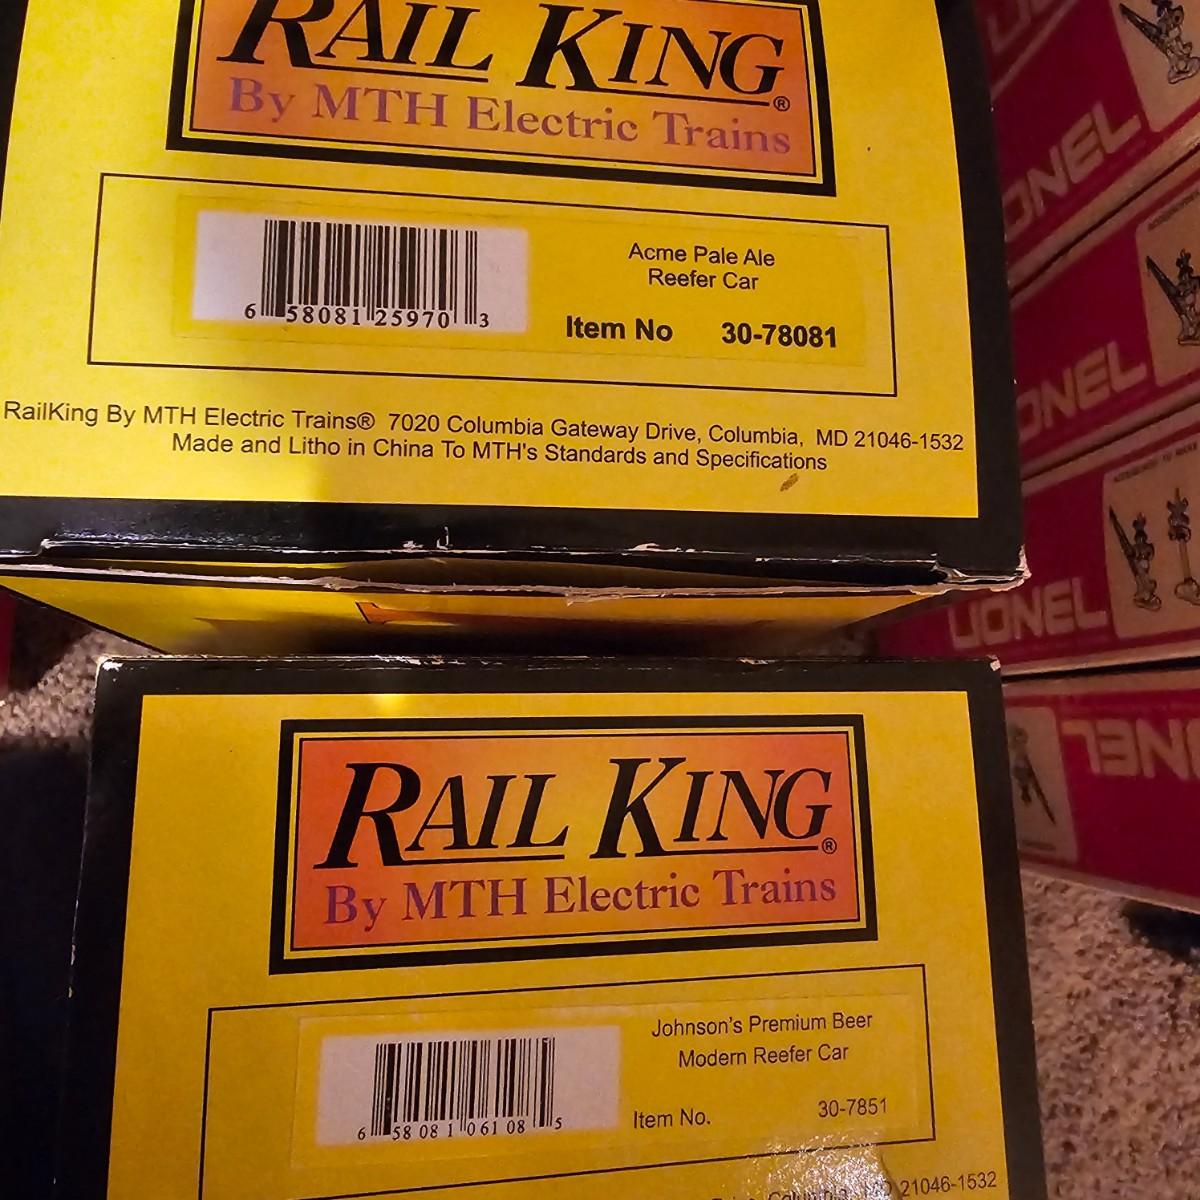 RAIL KING®
By MTH Electric Trains
6 58081 25970 3
Acme Pale Ale
Reefer Car
Item No 30-78081
RailKing By MTH Electric Trains® 7020 Columbia Gateway Drive, Columbia, MD 21046-1532
Made and Litho in China To MTH's Standards and Specifications
RAIL KING®
By MTH Electric Trains
6 58081 06108 5
Johnson's Premium Beer
Modern Reefer Car
Item No. 30-7851
21046-1532
LIONEL
LIONEL
LIONEL